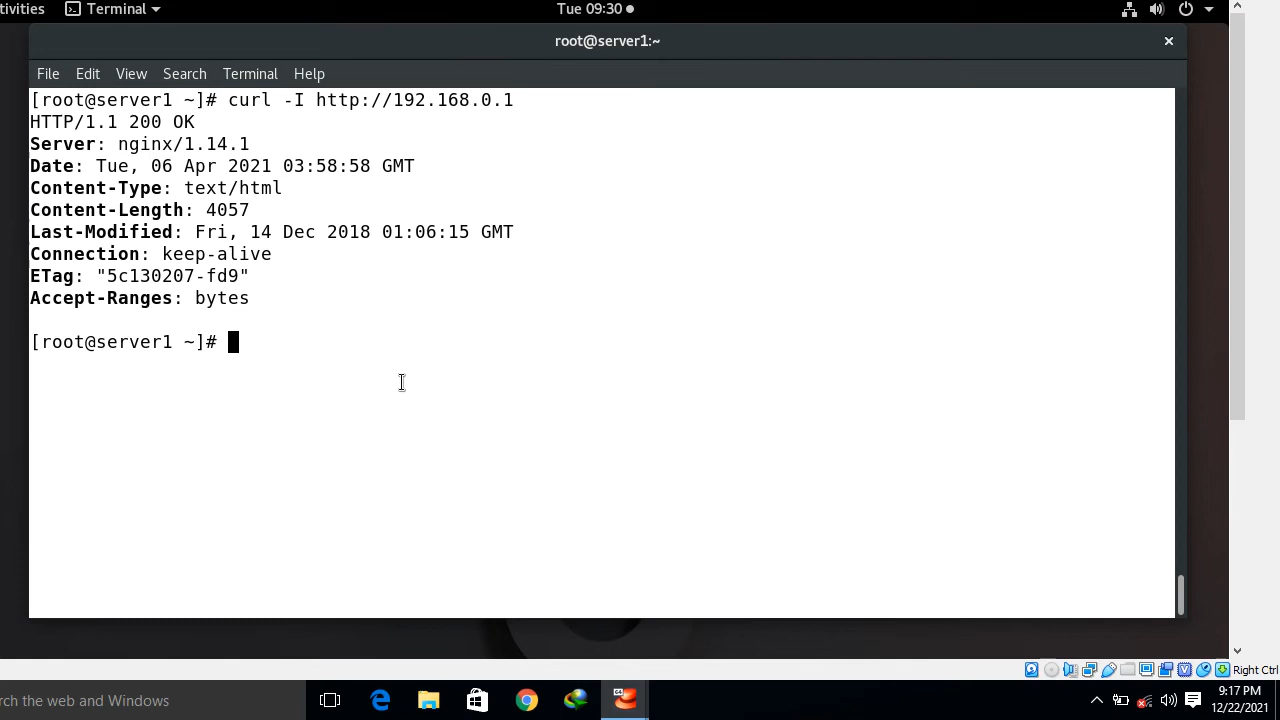 tivities Terminal Tue 09:30
root@server1:~
File Edit View Search Terminal Help
[root@server1 ~]# curl -I http://192.168.0.1
HTTP/1.1 200 OK
Server: nginx/1.14.1
Date: Tue, 06 Apr 2021 03:58:58 GMT
Content-Type: text/html
Content-Length: 4057
Last-Modified: Fri, 14 Dec 2018 01:06:15 GMT
Connection: keep-alive
ETag: "5c130207-fd9"
Accept-Ranges: bytes
[root@server1 ~]#
Right Ctrl
rch the web and Windows
9:17 PM
12/22/2021